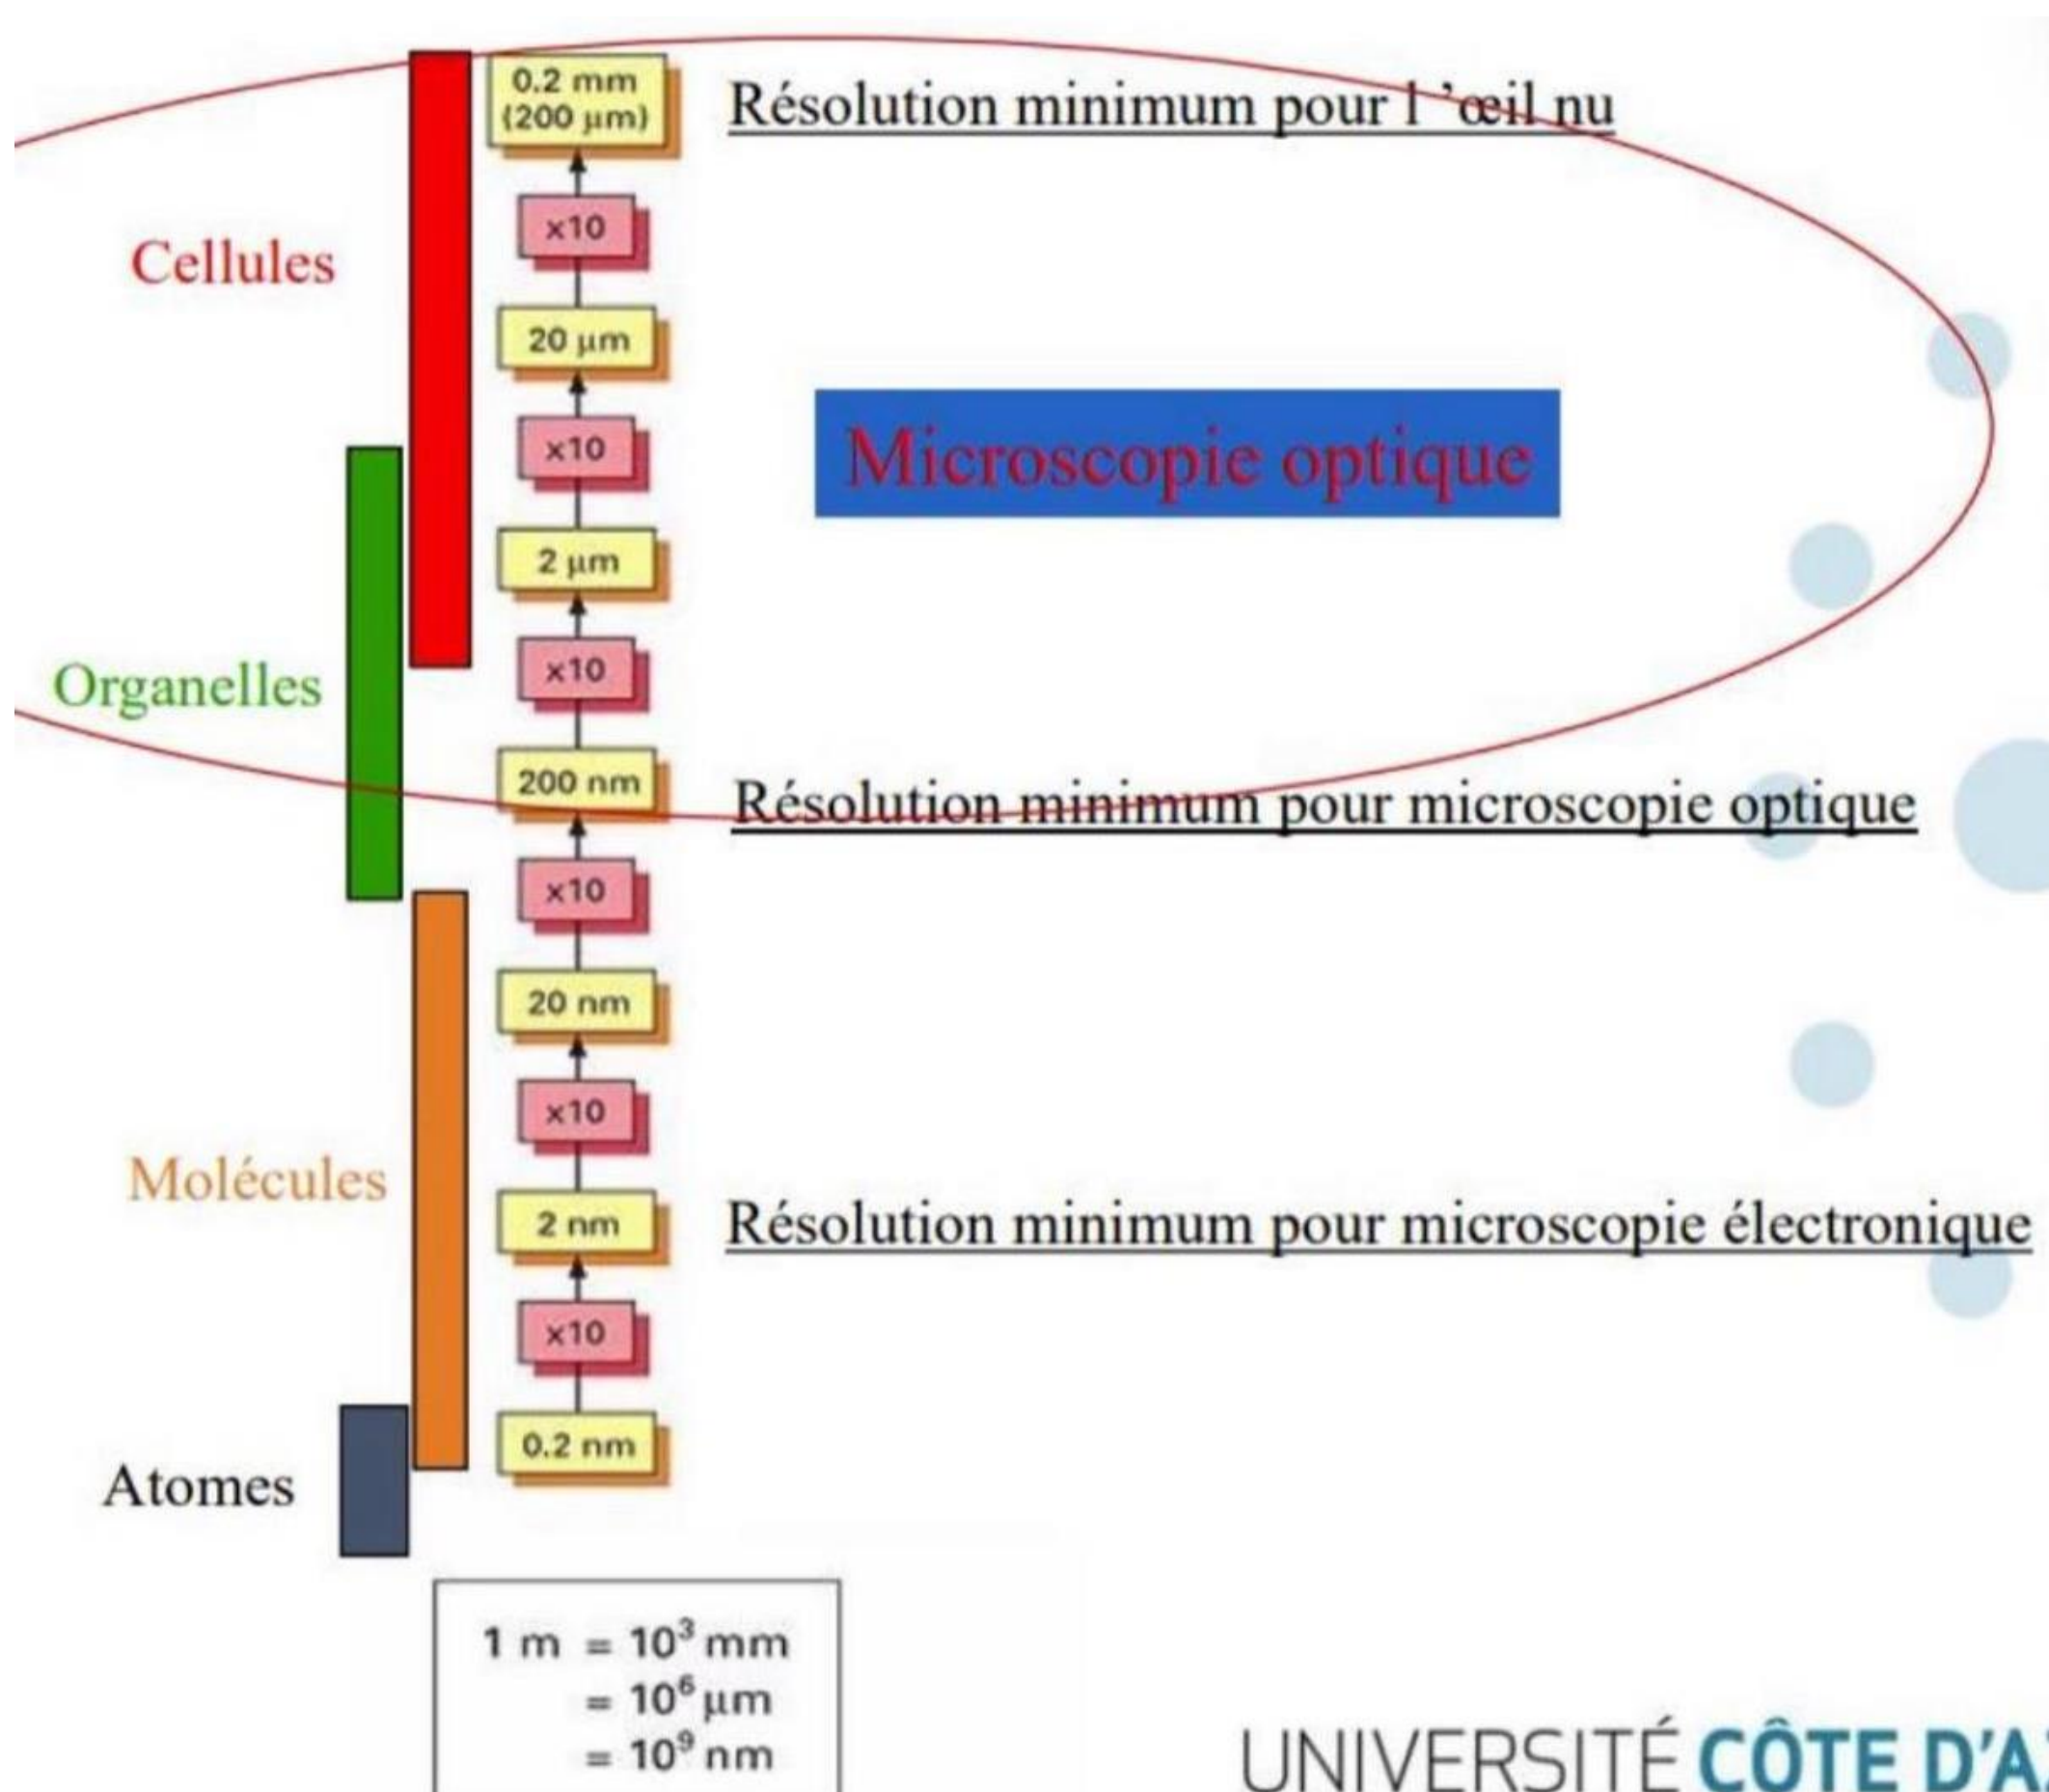 0.2 mm
(200 µm)
Résolution minimum pour l ’œil nu
x10
Cellules
20 µm
x10
Microscopie optique
2 µm
x10
Organelles
200 nm
Résolution minimum pour microscopie optique
x10
20 nm
x10
Molécules
2 nm
Résolution minimum pour microscopie électronique
x10
0.2 nm
Atomes
1 m = 10³ mm
= 10⁶ µm
= 10⁹ nm
UNIVERSITÉ CÔTE D’A